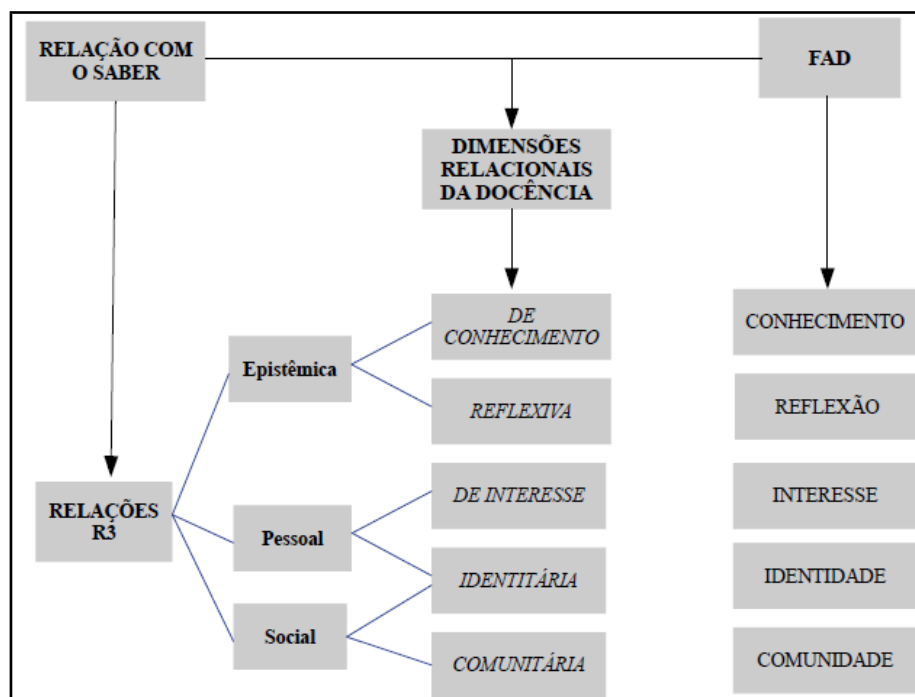 RELAÇÃO COM
O SABER
FAD
DIMENSÕES
RELACIONAIS
DA DOCÊNCIA
DE
CONHECIMENTO
CONHECIMENTO
Epistêmica
REFLEXIVA
REFLEXÃO
RELAÇÕES
R3
DE INTERESSE
INTERESSE
Pessoal
IDENTITÁRIA
IDENTIDADE
Social
COMUNITÁRIA
COMUNIDADE